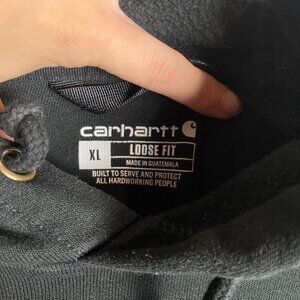 carhartt
XL LOOSE FIT
MADE IN GUATEMALA
BUILT TO SERVE AND PROTECT
ALL HARDWORKING PEOPLE